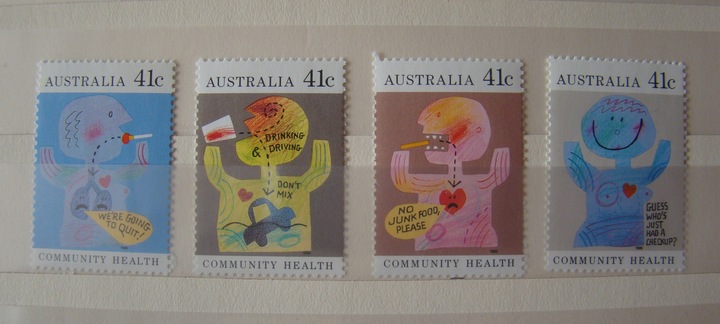 AUSTRALIA 41c
WE'RE GOING
TO QUIT!
COMMUNITY HEALTH
AUSTRALIA 41c
DRINKING
& DRIVING
DON'T
MIX
COMMUNITY HEALTH
AUSTRALIA 41c
NO
JUNK FOOD,
PLEASE
COMMUNITY HEALTH
AUSTRALIA 41c
GUESS
WHO'S
JUST
HAD A
CHECKUP?
COMMUNITY HEALTH